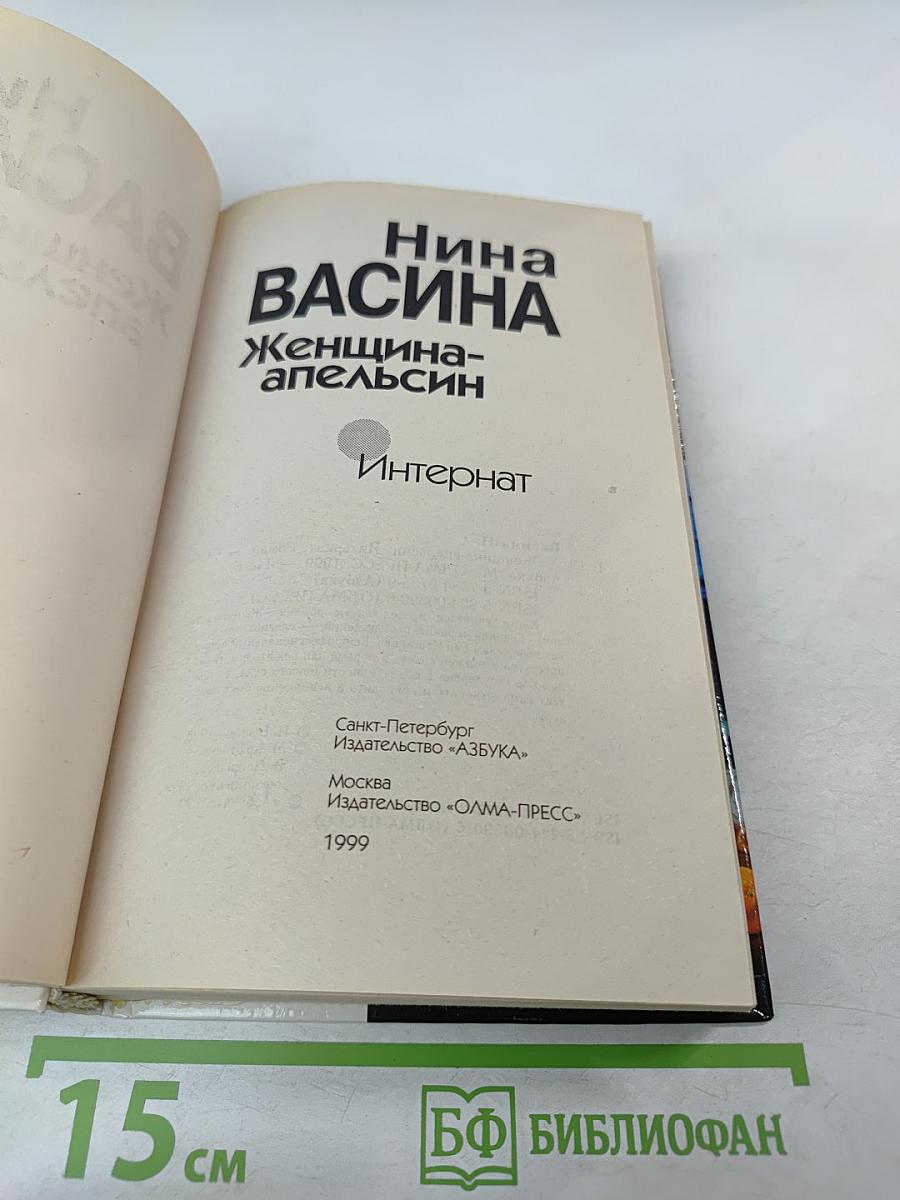 Нина
ВАСИНА
Женщина-
апельсин
Интернат
Санкт-Петербург
Издательство «АЗБУКА»
Москва
Издательство «ОЛМА-ПРЕСС»
1999
15 см
БФ БИБЛИОФАН